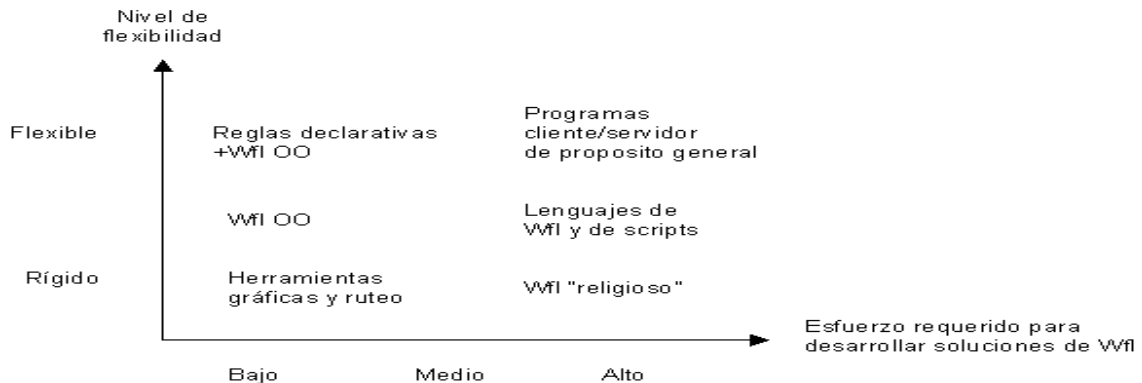 Nivel de
flexibilidad
Flexible
Reglas declarativas
+Wfl OO
Programas
cliente/servidor
de proposito general
Wfl OO
Lenguajes de
Wfl y de scripts
Rígido
Herramientas
gráficas y ruteo
Wfl "religioso"
Esfuerzo requerido para
desarrollar soluciones de Wfl
Bajo
Medio
Alto